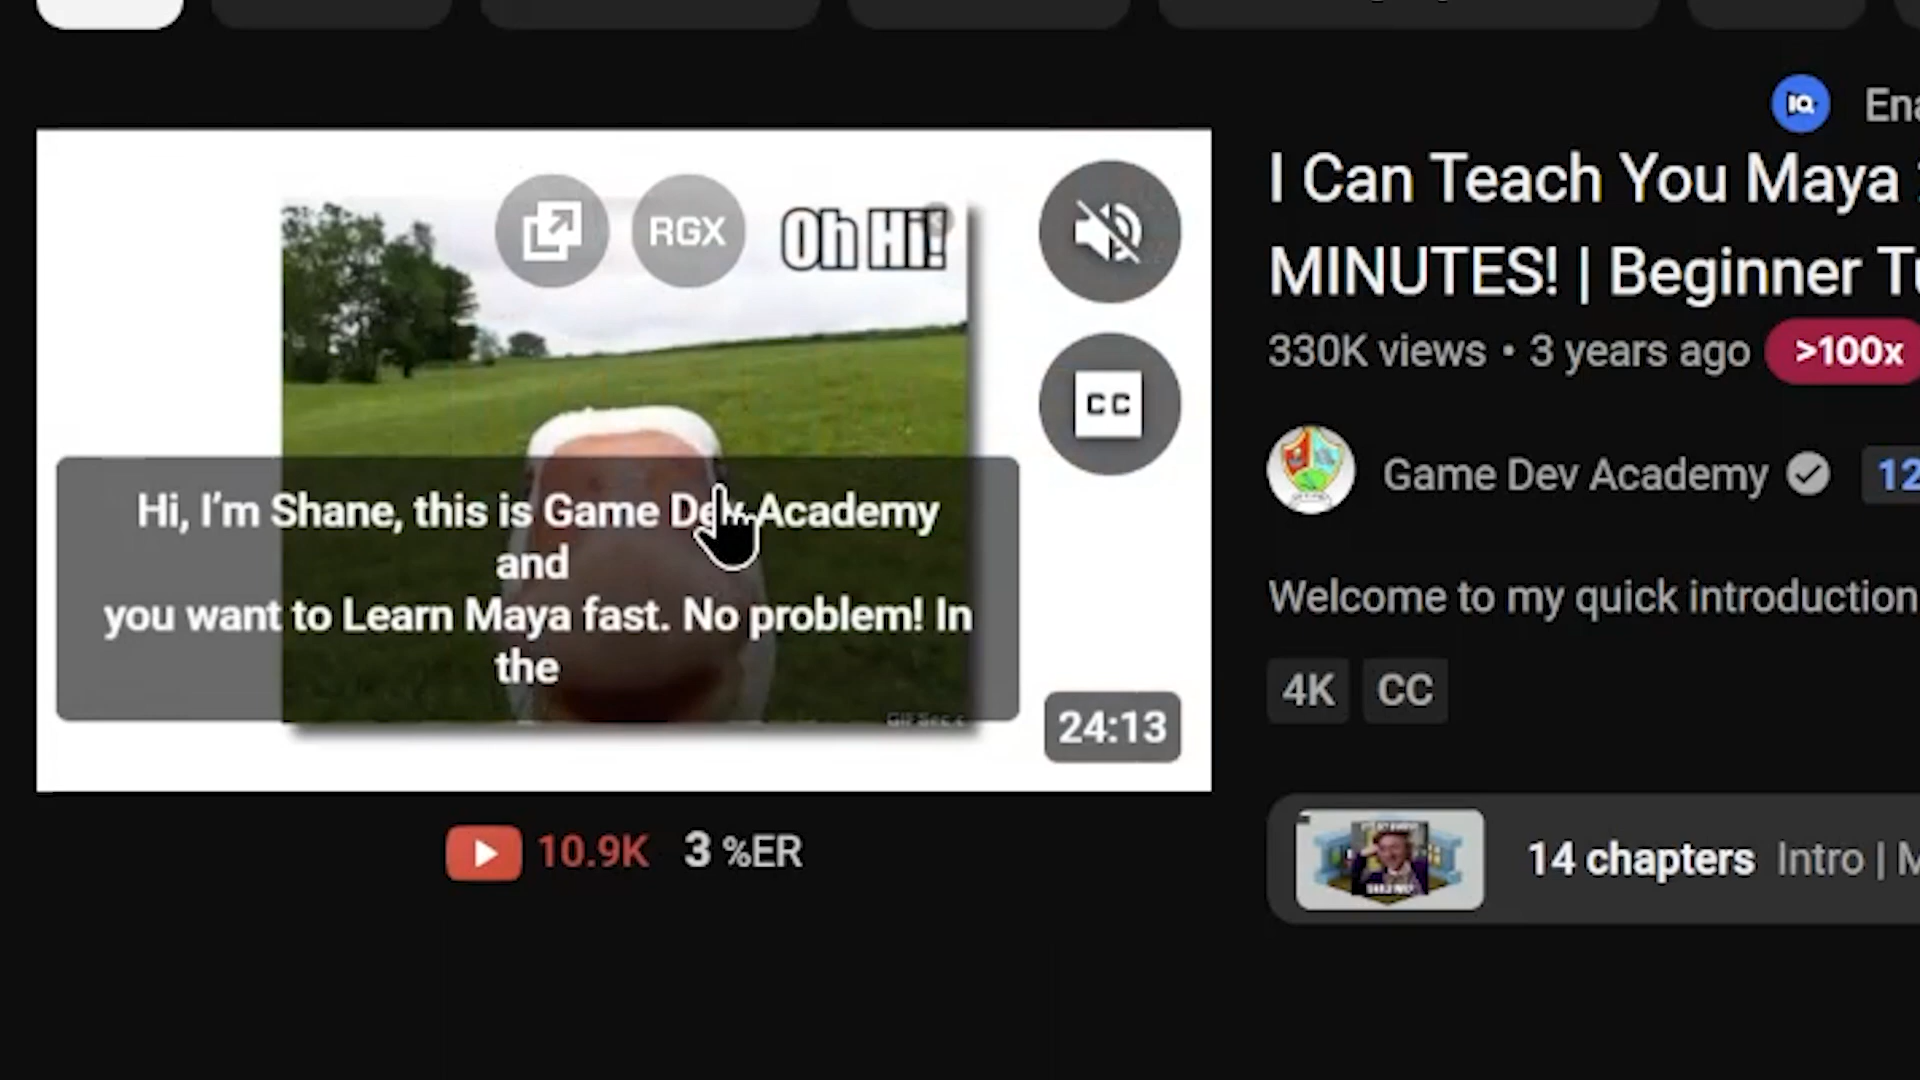 Ena
RGX
Oh Hi!
I Can Teach You Maya
MINUTES! | Beginner Tu
330K views • 3 years ago >100x
CC
Game Dev Academy 12
Hi, I'm Shane, this is Game Dev Academy
and
you want to Learn Maya fast. No problem! In
the
Welcome to my quick introduction
4K CC
24:13
10.9K 3 %ER
14 chapters Intro | M